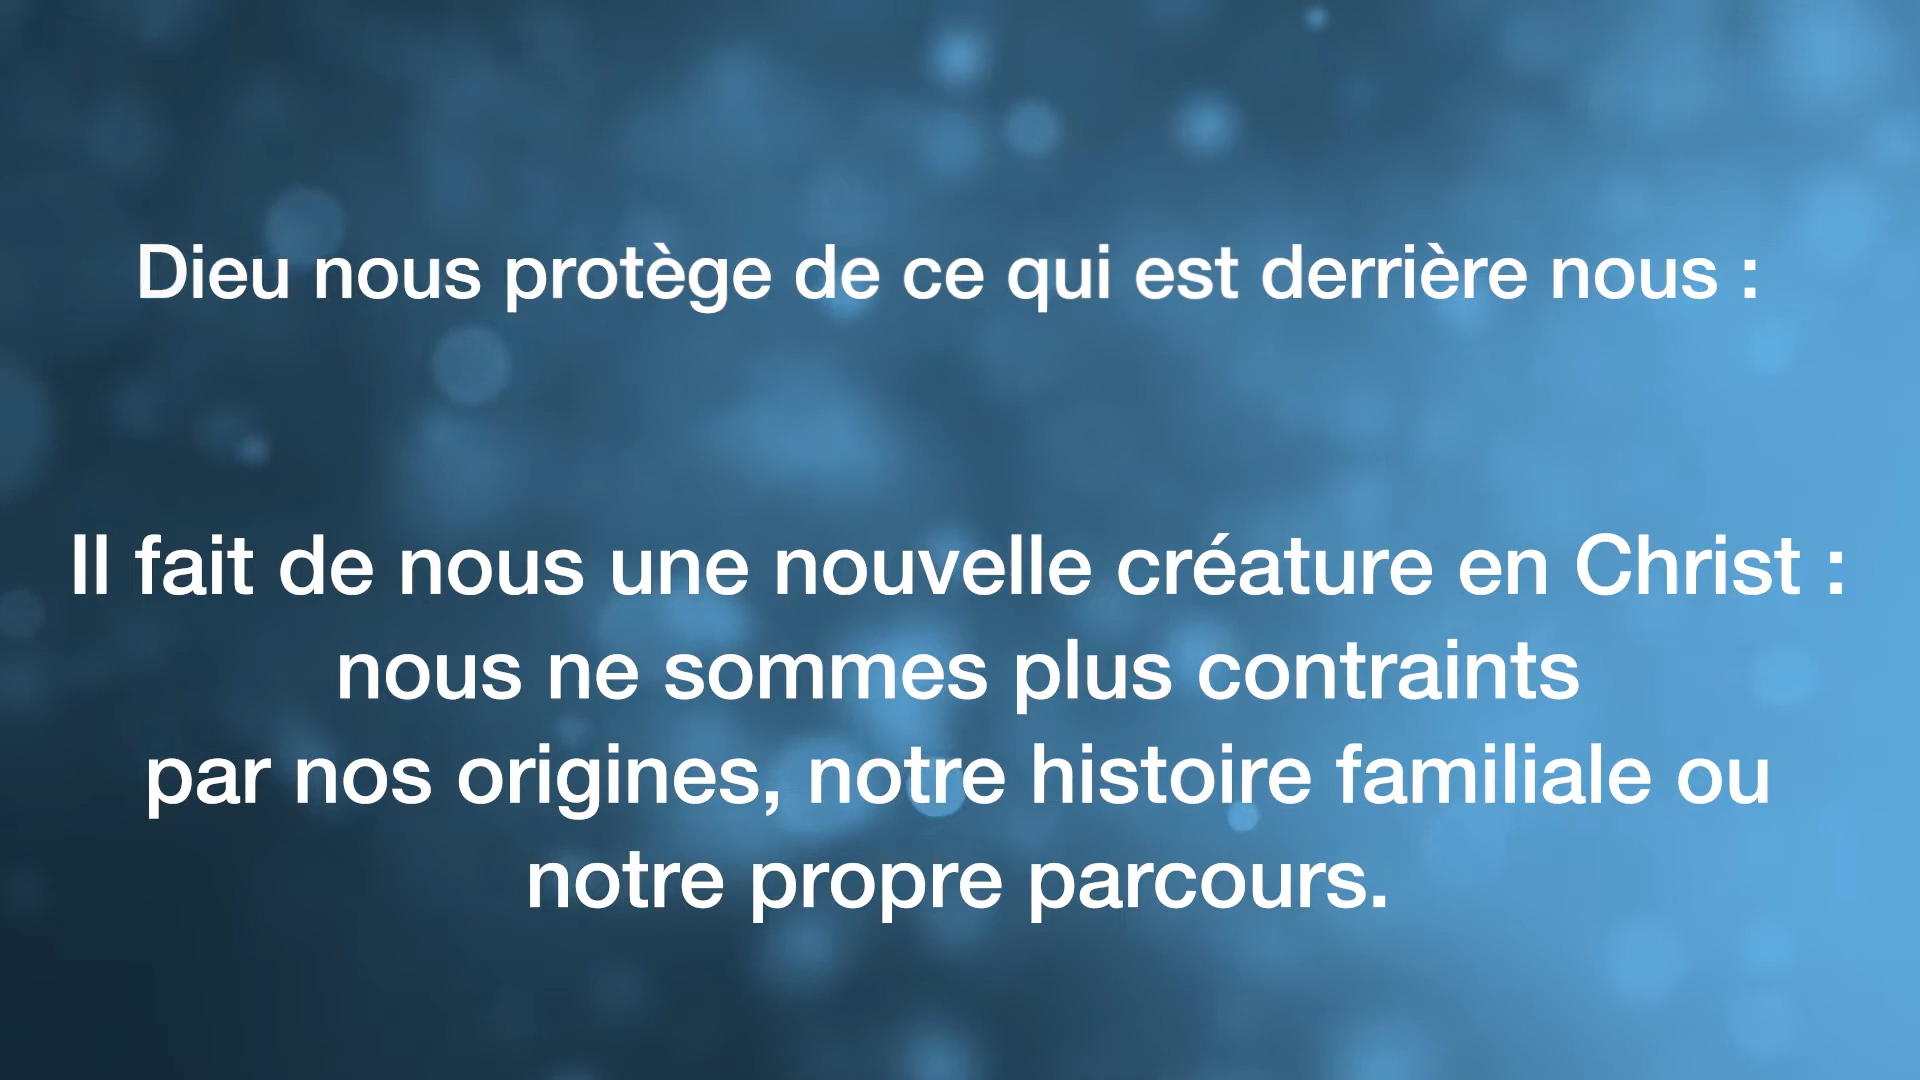 Dieu nous protège de ce qui est derrière nous :
Il fait de nous une nouvelle créature en Christ :
nous ne sommes plus contraints
par nos origines, notre histoire familiale ou
notre propre parcours.